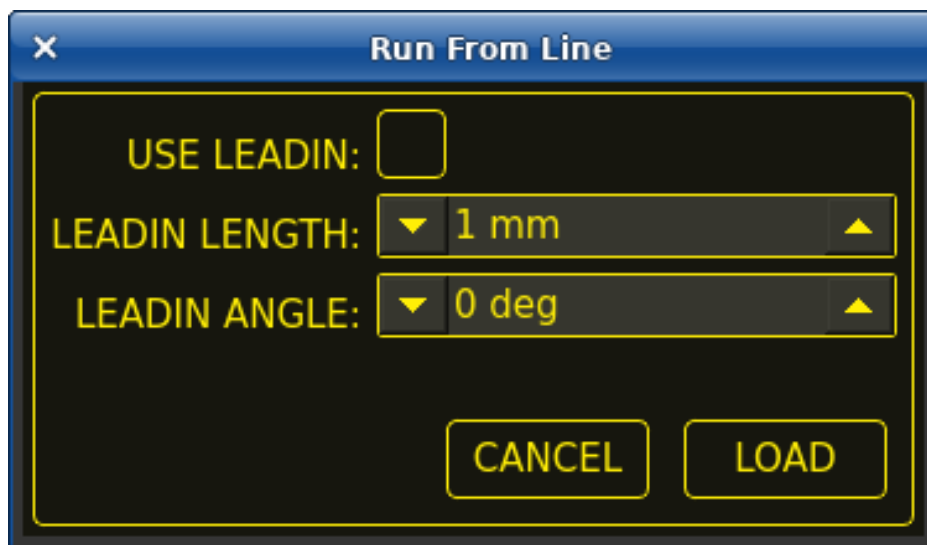 Run From Line
USE LEADIN:
LEADIN LENGTH: 1 mm
LEADIN ANGLE: 0 deg
CANCEL LOAD